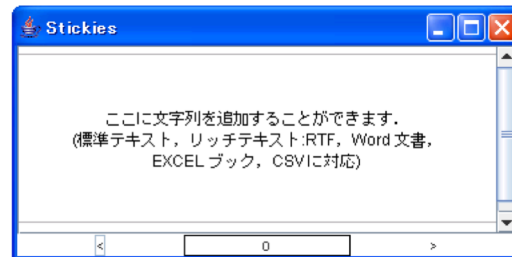 Stickies
ここに文字列を追加することができます.
(標準テキスト, リッチテキスト:RTF, Word 文書,
EXCEL ブック, CSVに対応)
< 0 >